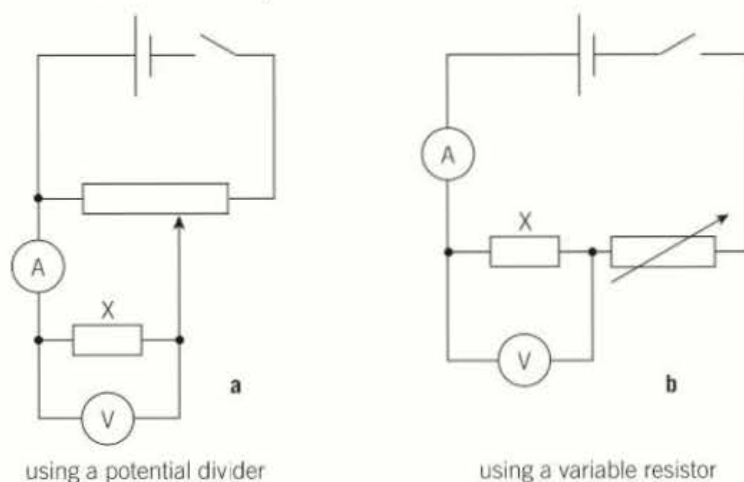 A
X
V
a
using a potential divider
A
X
V
b
using a variable resistor